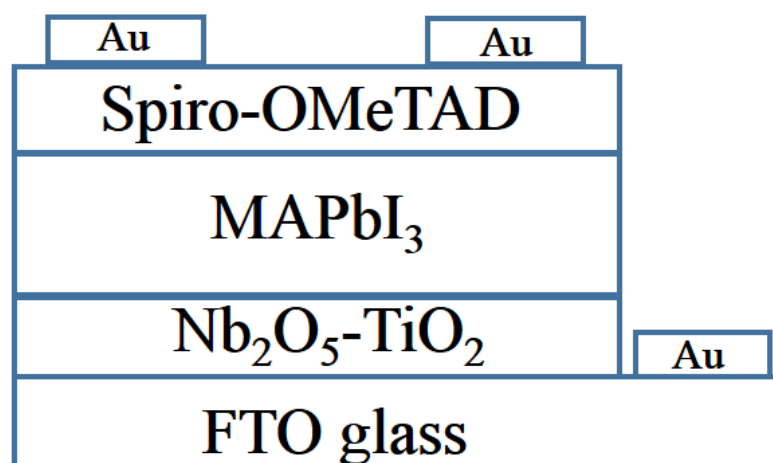 Au Au
Spiro-OMeTAD
MAPbI₃
Nb₂O₅-TiO₂
Au
FTO glass